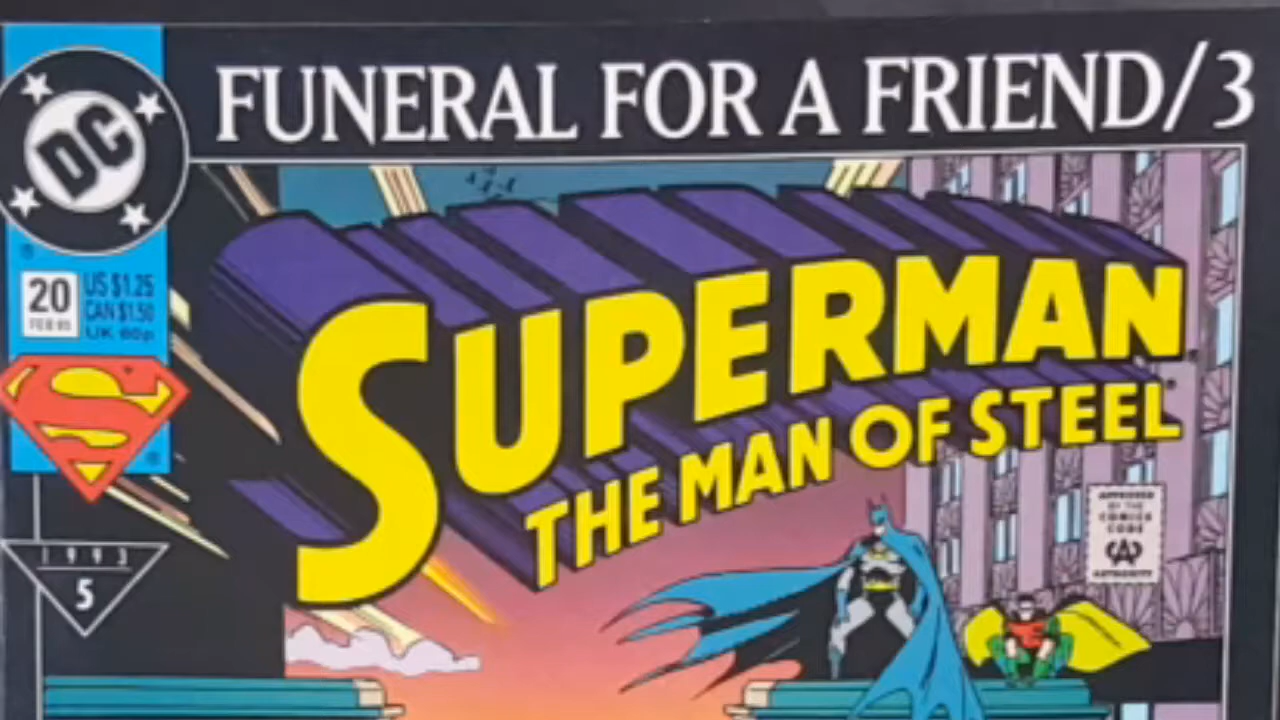 FUNERAL FOR A FRIEND/3
DC
20
FEB 93
US $1.25
CAN $1.50
UK 60p
S
SUPERMAN
THE MAN OF STEEL
1993
5
APPROVED
BY THE
COMICS
CODE
CA
AUTHORITY